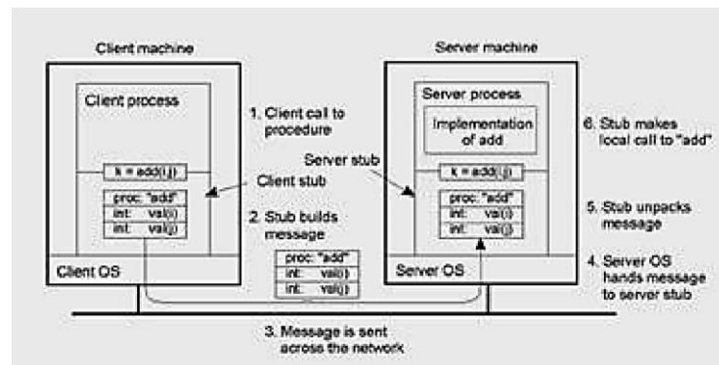 Client machine
Server machine
Client process
1. Client call to
procedure
Server process
Implementation
of add
6. Stub makes
local call to "add"
Server stub
k = add(i,j)
k = add(i,j)
Client stub
proc: "add"
int: val(i)
int: val(j)
proc: "add"
int: val(i)
int: val(j)
5. Stub unpacks
message
2. Stub builds
message
proc: "add"
int: val(i)
int: val(j)
Client OS
Server OS
4. Server OS
hands message
to server stub
3. Message is sent
across the network